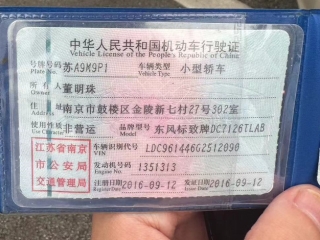 中华人民共和国机动车行驶证
Vehicle License of the People's Republic of China
号牌号码 苏A9M9P1 车辆类型 小型轿车
Plate No. Vehicle Type
所有人 董明珠
Owner
住址 南京市鼓楼区金陵新七村27号302室
Address
使用性质 非营运 品牌型号 东风标致牌DC7126TLAB
Use Character Model
江苏省南京市公安局交通管理局
车辆识别代号 LDC961446G2512090
VIN
发动机号码 1351313
Engine No.
注册日期 2016-09-12 发证日期 2016-09-12
Register Date Issue Date